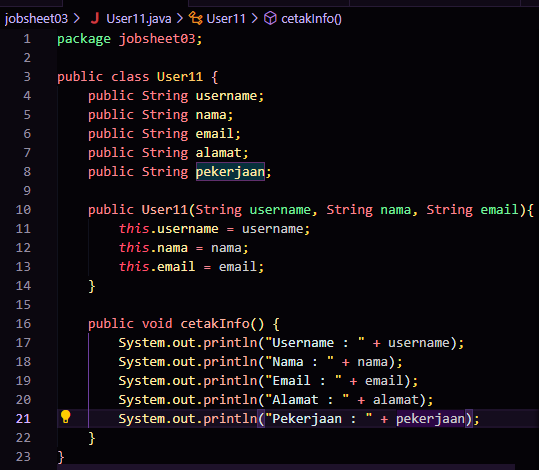 jobsheet03 > J User11.java > User11 > cetakInfo()
1 package jobsheet03;
2
3 public class User11 {
4 public String username;
5 public String nama;
6 public String email;
7 public String alamat;
8 public String pekerjaan;
9
10 public User11(String username, String nama, String email){
11 this.username = username;
12 this.nama = nama;
13 this.email = email;
14 }
15
16 public void cetakInfo() {
17 System.out.println("Username : " + username);
18 System.out.println("Nama : " + nama);
19 System.out.println("Email : " + email);
20 System.out.println("Alamat : " + alamat);
21 System.out.println("Pekerjaan : " + pekerjaan);
22 }
23 }